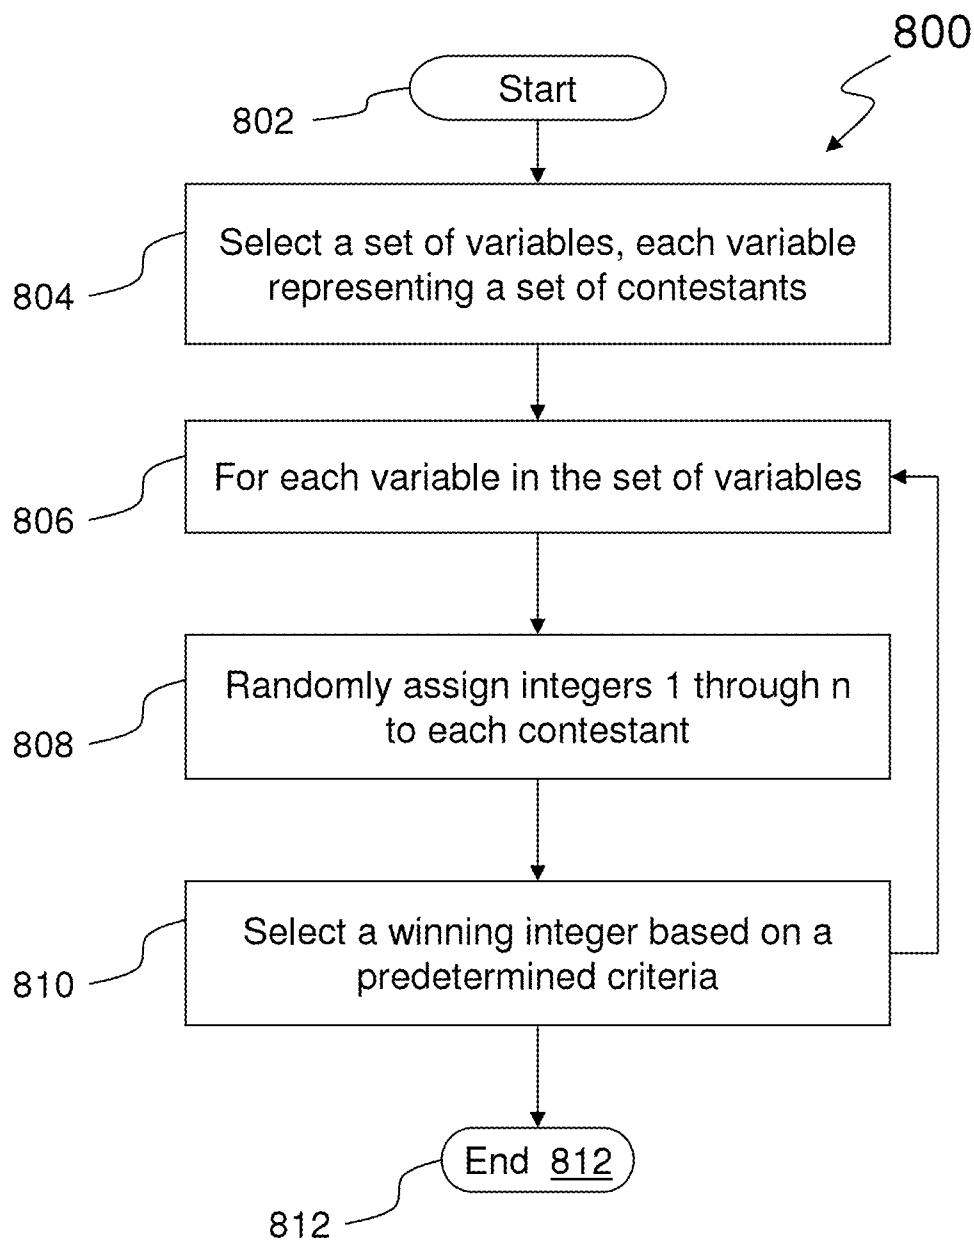 800
Start
802
Select a set of variables, each variable
representing a set of contestants
804
For each variable in the set of variables
806
Randomly assign integers 1 through n
to each contestant
808
Select a winning integer based on a
predetermined criteria
810
End 812
812